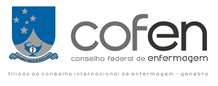 cofen
conselho federal de enfermagem
filiado ao conselho internacional de enfermagem - genebra